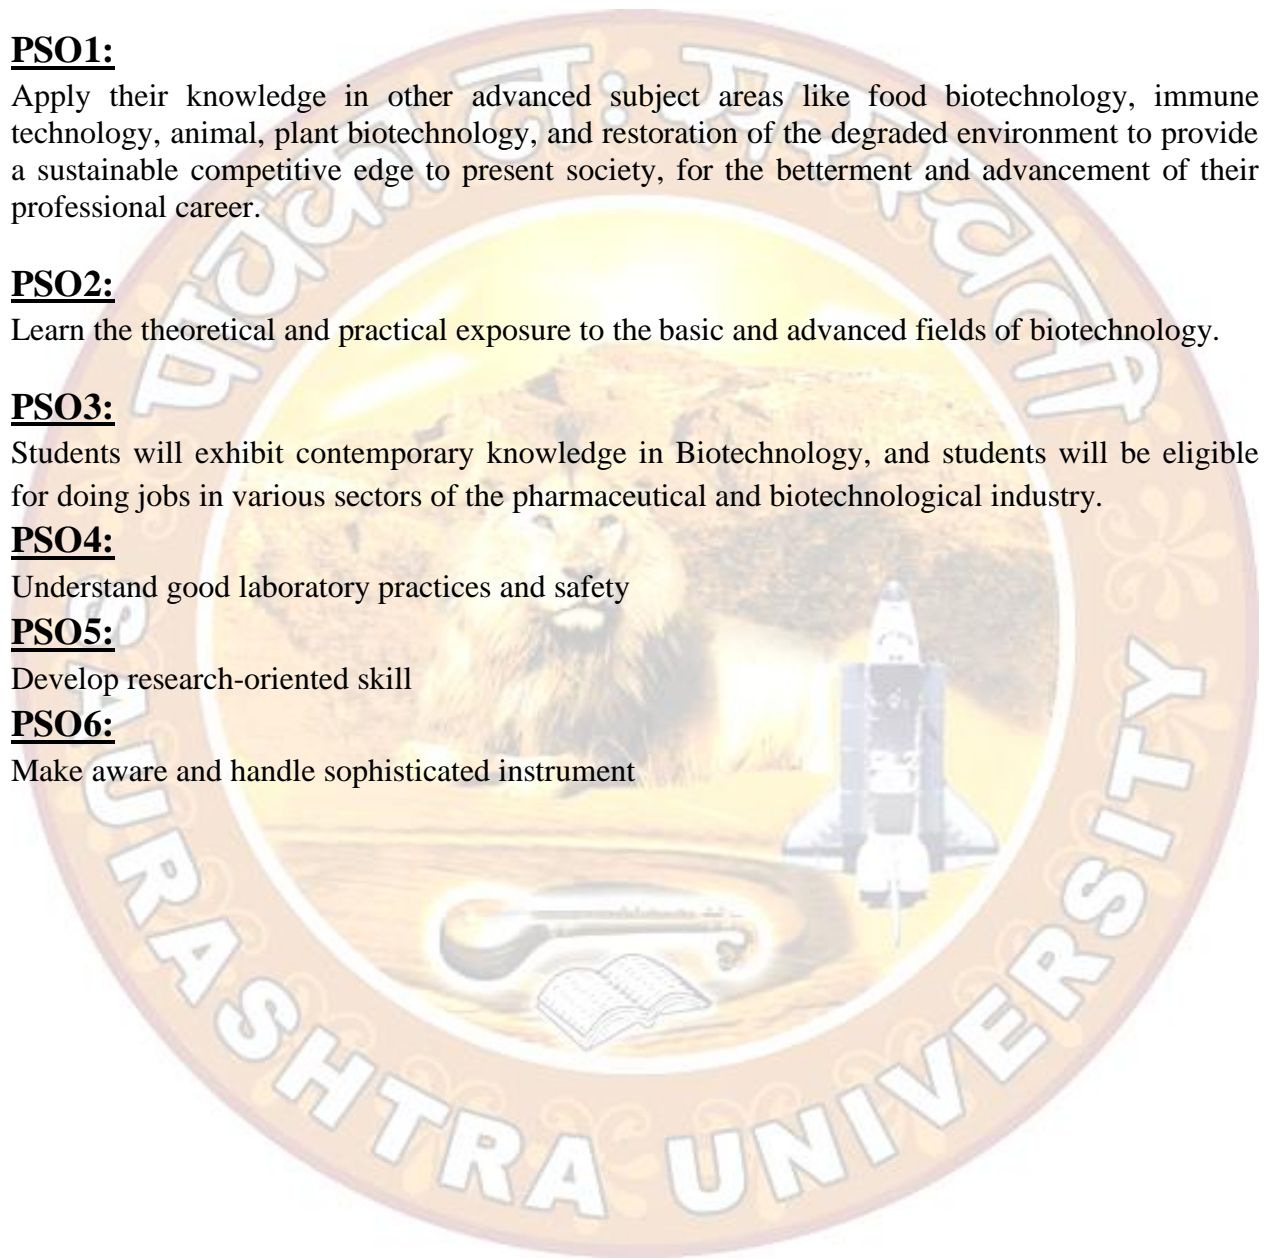 PSO1:
Apply their knowledge in other advanced subject areas like food biotechnology, immune
technology, animal, plant biotechnology, and restoration of the degraded environment to provide
a sustainable competitive edge to present society, for the betterment and advancement of their
professional career.
PSO2:
Learn the theoretical and practical exposure to the basic and advanced fields of biotechnology.
PSO3:
Students will exhibit contemporary knowledge in Biotechnology, and students will be eligible
for doing jobs in various sectors of the pharmaceutical and biotechnological industry.
PSO4:
Understand good laboratory practices and safety
PSO5:
Develop research-oriented skill
PSO6:
Make aware and handle sophisticated instrument
पावका नः सरस्वती
SAURASHTRA UNIVERSITY